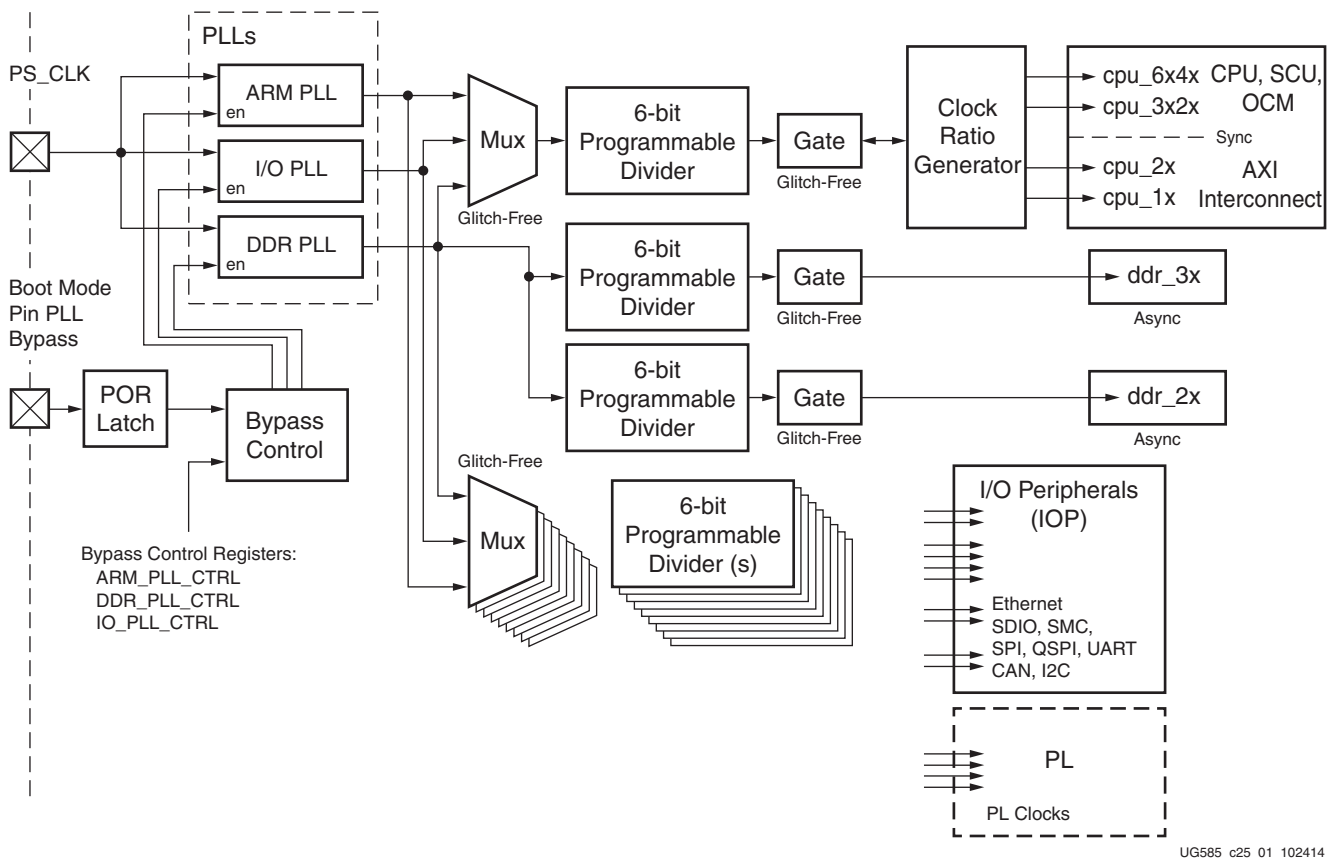 PLLs
PS_CLK
ARM PLL
en
I/O PLL
en
DDR PLL
en
Mux
Glitch-Free
6-bit
Programmable
Divider
Gate
Glitch-Free
Clock
Ratio
Generator
cpu_6x4x
cpu_3x2x
CPU, SCU,
OCM
Sync
cpu_2x
cpu_1x
AXI
Interconnect
6-bit
Programmable
Divider
Gate
Glitch-Free
ddr_3x
Async
Boot Mode
Pin PLL
Bypass
POR
Latch
Bypass
Control
6-bit
Programmable
Divider
Gate
Glitch-Free
ddr_2x
Async
Bypass Control Registers:
ARM_PLL_CTRL
DDR_PLL_CTRL
IO_PLL_CTRL
Glitch-Free
Mux
6-bit
Programmable
Divider (s)
I/O Peripherals
(IOP)
Ethernet
SDIO, SMC,
SPI, QSPI, UART
CAN, I2C
PL
PL Clocks
UG585_c25_01_102414